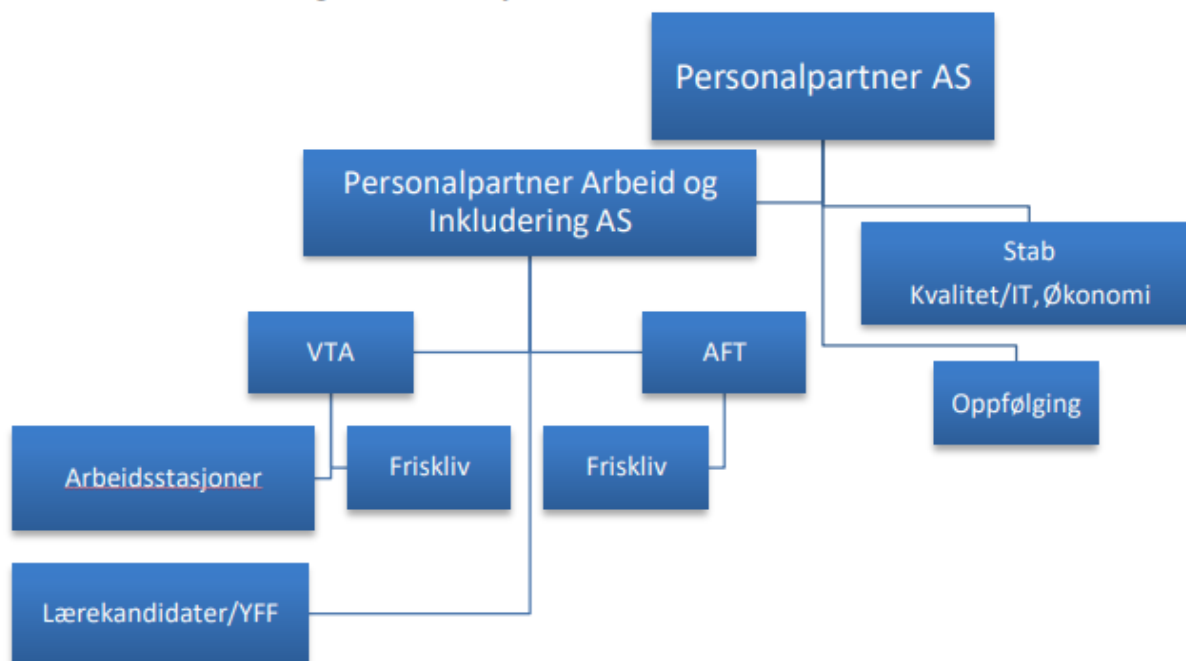 Personalpartner AS
Personalpartner Arbeid og
Inkludering AS
Stab
Kvalitet/IT, Økonomi
VTA
AFT
Oppfølging
Arbeidsstasjoner
Friskliv
Friskliv
Lærekandidater/YFF